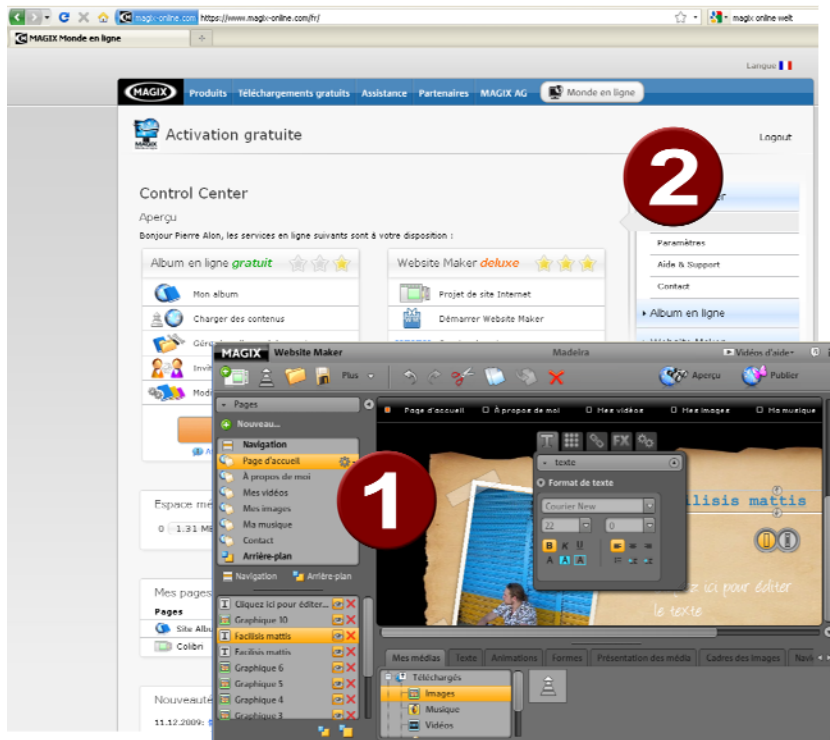 magix-online.com https://www.magix-online.com/fr/
magix online welt
MAGIX Monde en ligne
Langue
MAGIX Produits Téléchargements gratuits Assistance Partenaires MAGIX AG Monde en ligne
MAGIX
Activation gratuite
Logout
2
Control Center
Aperçu
Bonjour Pierre Alon, les services en ligne suivants sont à votre disposition :
Album en ligne gratuit
Website Maker deluxe
Mon album
Projet de site Internet
Charger des contenus
Démarrer Website Maker
Paramètres
Aide & Support
Contact
Album en ligne
MAGIX Website Maker
Madeira
Vidéos d'aide
Plus
Aperçu
Publier
Pages
Nouveau...
Navigation
Page d'accueil
À propos de moi
Mes vidéos
Mes images
Ma musique
Contact
Arrière-plan
Navigation
Arrière-plan
1
Page d'accueil
À propos de moi
Mes vidéos
Mes images
Ma musique
T
FX
texte
Format de texte
Courier New
22
0
B K U
A A A
mattis
ici pour éditer
le texte
Espace
0 1.31
Mes pages
Pages
Site
Colibri
11.12.2009:
Cliquez ici pour éditer...
Graphique 10
Facilisis mattis
Facilisis mattis
Graphique 6
Graphique 5
Graphique 4
Graphique 3
Mes médias Texte Animations Formes Présentation des média Cadres des images
Téléchargés
Images
Musique
Vidéos